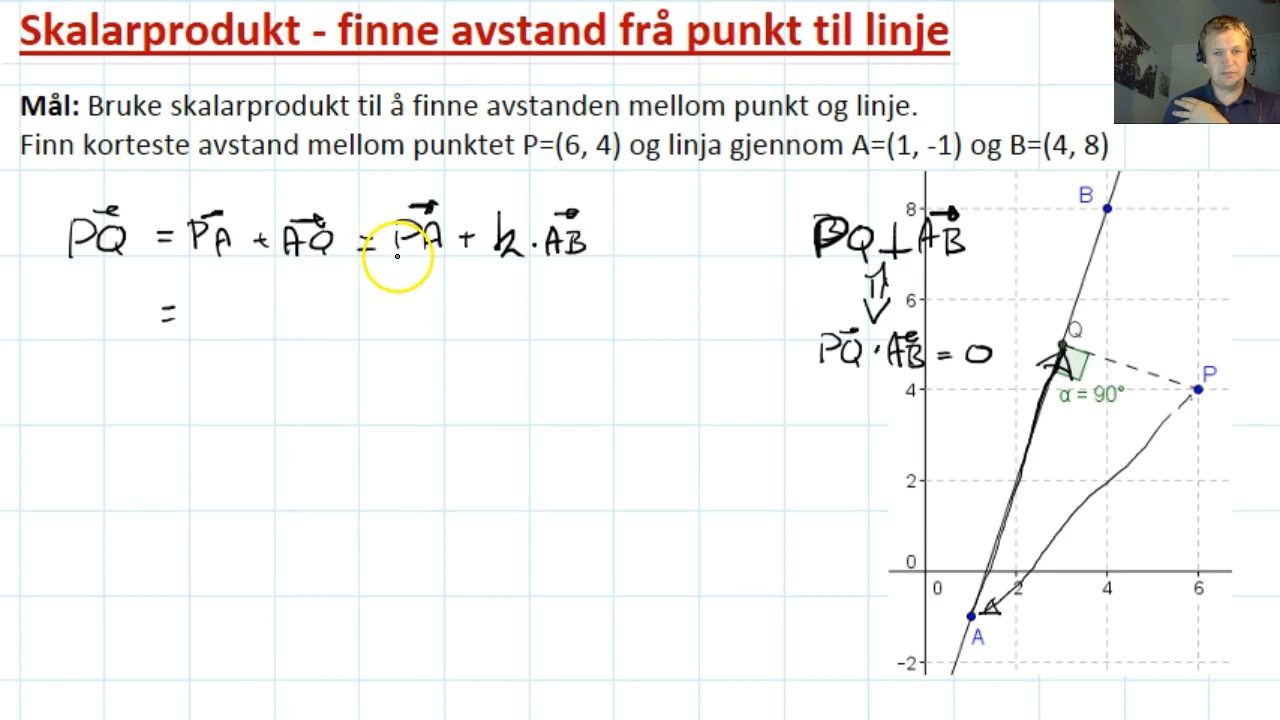 Skalarprodukt - finne avstand frå punkt til linje
Mål: Bruke skalarprodukt til å finne avstanden mellom punkt og linje.
Finn korteste avstand mellom punktet P=(6, 4) og linja gjennom A=(1, -1) og B=(4, 8)
PQ = PA + AQ = PA + k · AB
=
PQ ⊥ AB
PQ · AB = 0
B
8
6
Q
4
P
α = 90°
2
0
0 2 4 6
A
-2